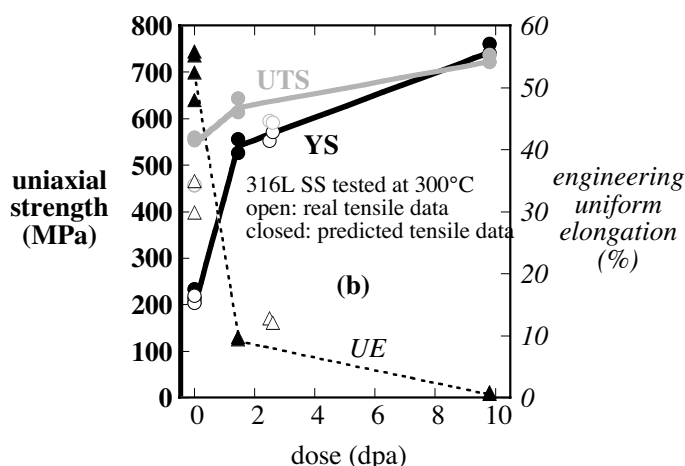 800
700
600
500
400
300
200
100
0
uniaxial
strength
(MPa)
UTS
YS
316L SS tested at 300°C
open: real tensile data
closed: predicted tensile data
(b)
UE
60
50
40
30
20
10
0
engineering
uniform
elongation
(%)
0 2 4 6 8 10
dose (dpa)